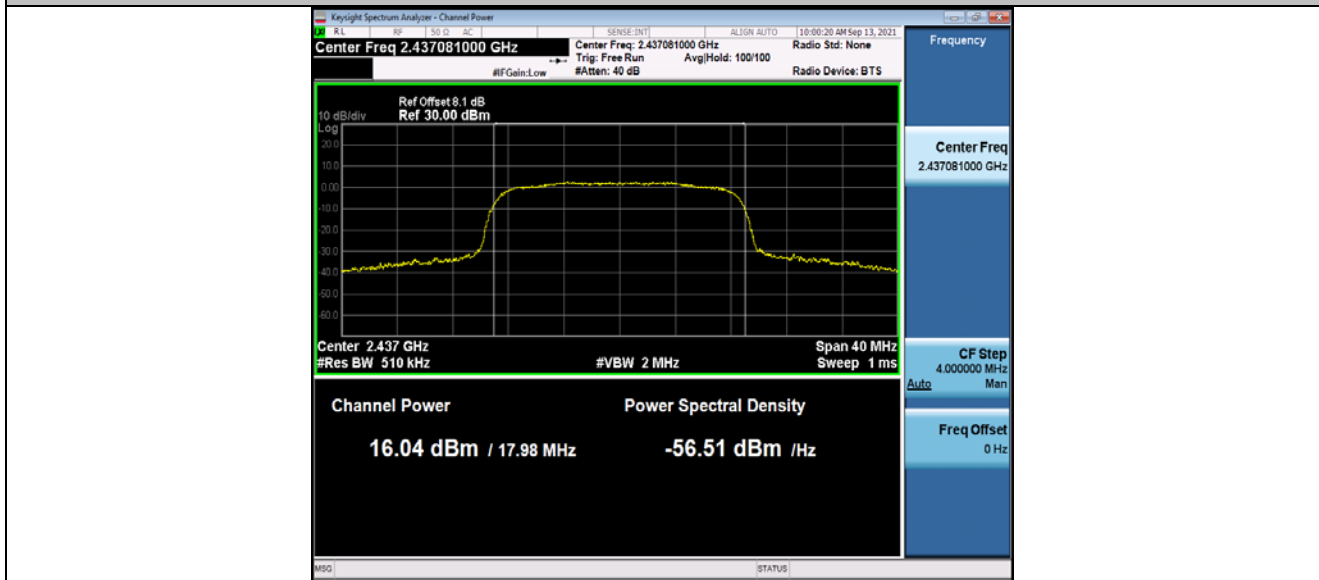 Keysight Spectrum Analyzer - Channel Power
RL RF 50 Ω AC SENSE:INT ALIGN AUTO 10:00:20 AM Sep 13, 2021
Center Freq 2.437081000 GHz
Center Freq: 2.437081000 GHz
Radio Std: None
Trig: Free Run Avg|Hold: 100/100
#IFGain:Low
#Atten: 40 dB
Radio Device: BTS
Ref Offset 8.1 dB
10 dB/div Ref 30.00 dBm
Log
20.0
10.0
0.00
-10.0
-20.0
-30.0
-40.0
-50.0
-60.0
Center 2.437 GHz Span 40 MHz
#Res BW 510 kHz #VBW 2 MHz Sweep 1 ms
Channel Power Power Spectral Density
16.04 dBm / 17.98 MHz -56.51 dBm /Hz
MSG STATUS
Frequency
Center Freq
2.437081000 GHz
CF Step
4.000000 MHz
Auto Man
Freq Offset
0 Hz